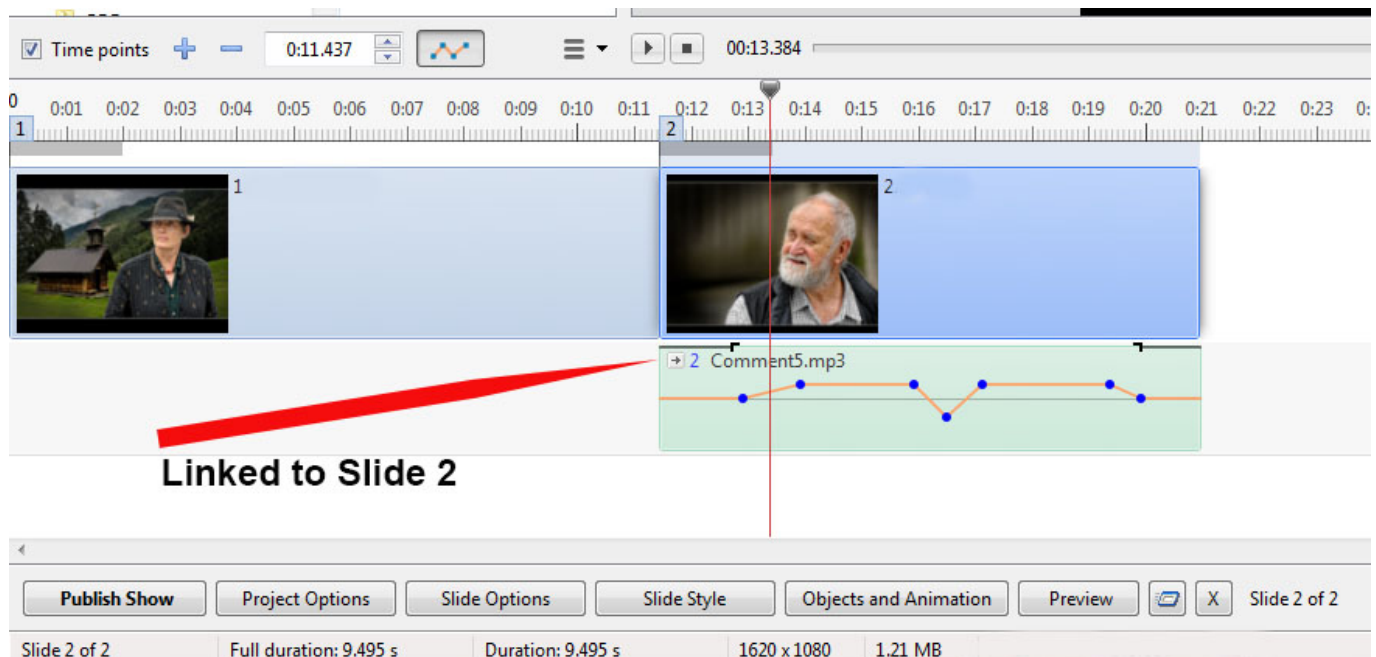 Time points 0:11.437 00:13.384
0 0:01 0:02 0:03 0:04 0:05 0:06 0:07 0:08 0:09 0:10 0:11 0:12 0:13 0:14 0:15 0:16 0:17 0:18 0:19 0:20 0:21 0:22 0:23 0:
1 2
1 2
2 Comment5.mp3
Linked to Slide 2
Publish Show Project Options Slide Options Slide Style Objects and Animation Preview X Slide 2 of 2
Slide 2 of 2 Full duration: 9.495 s Duration: 9.495 s 1620 x 1080 1.21 MB